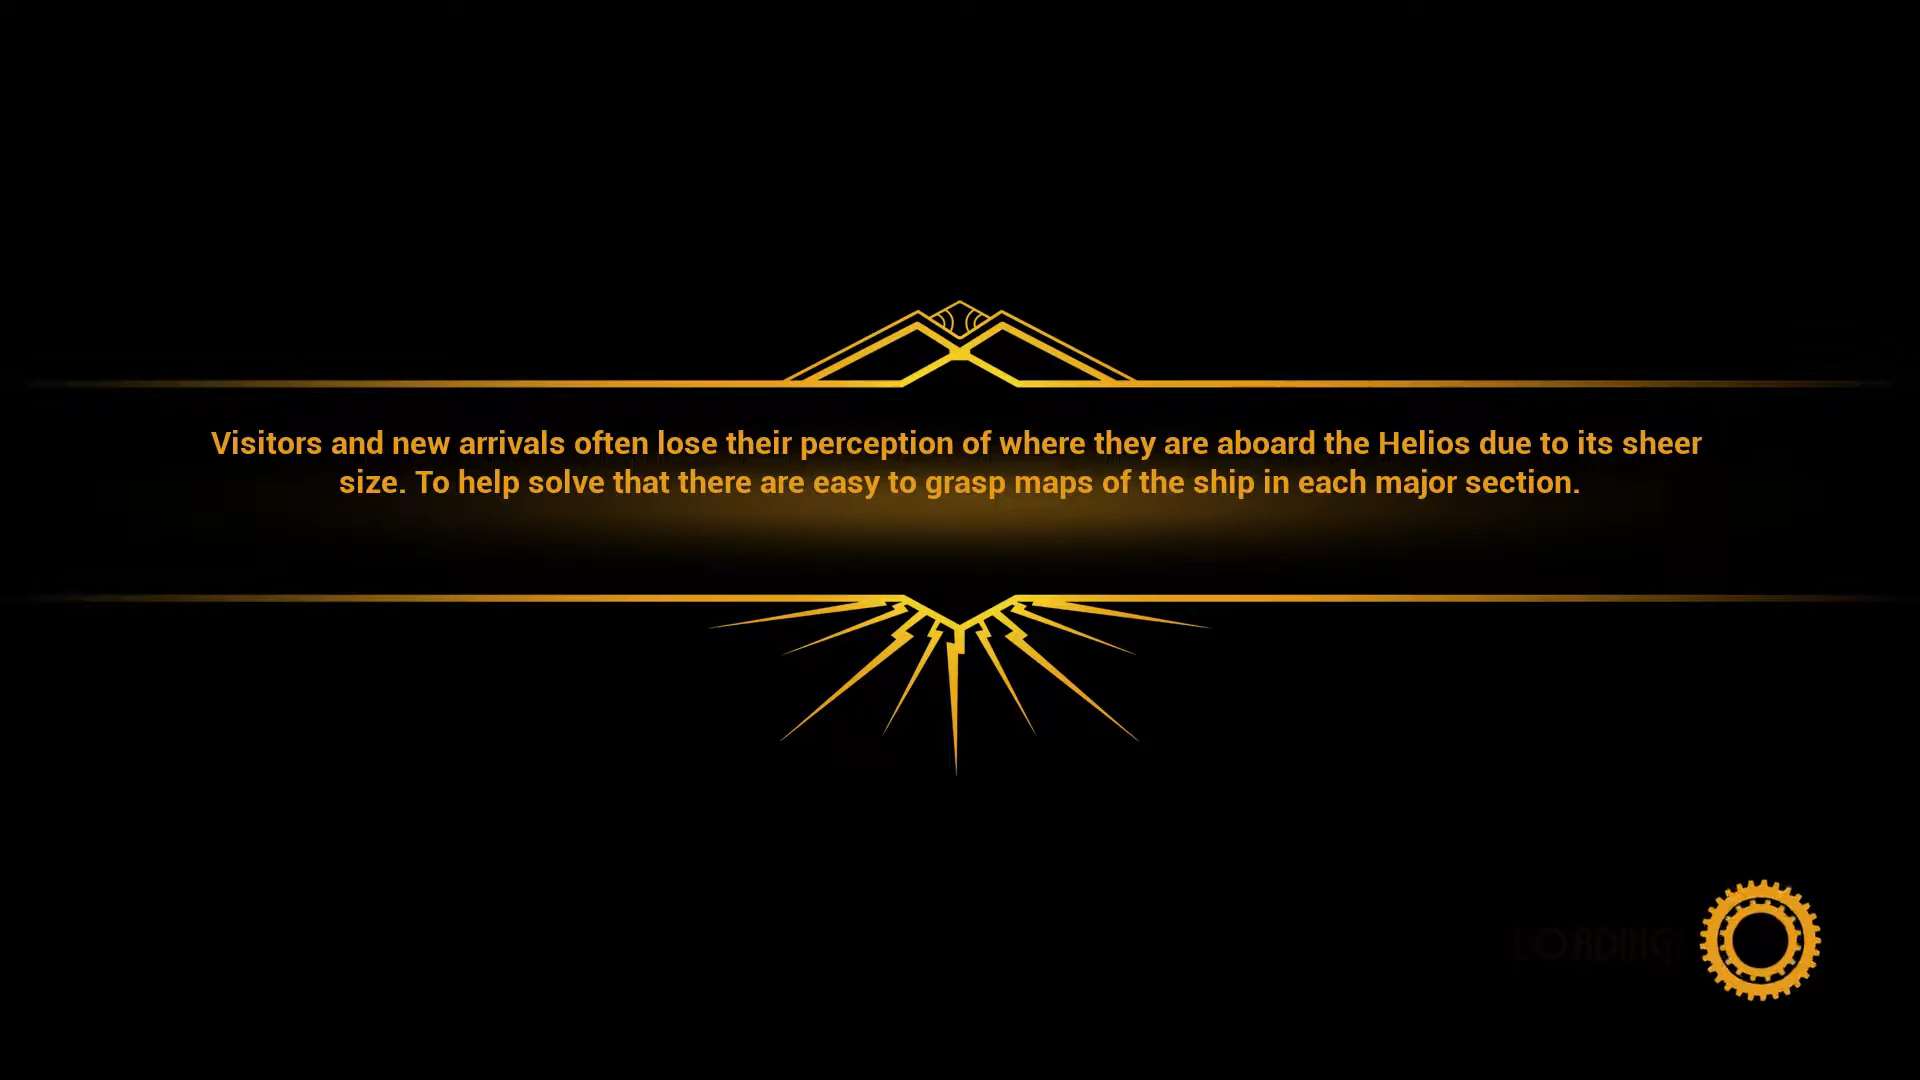 Visitors and new arrivals often lose their perception of where they are aboard the Helios due to its sheer
size. To help solve that there are easy to grasp maps of the ship in each major section.
LOADING